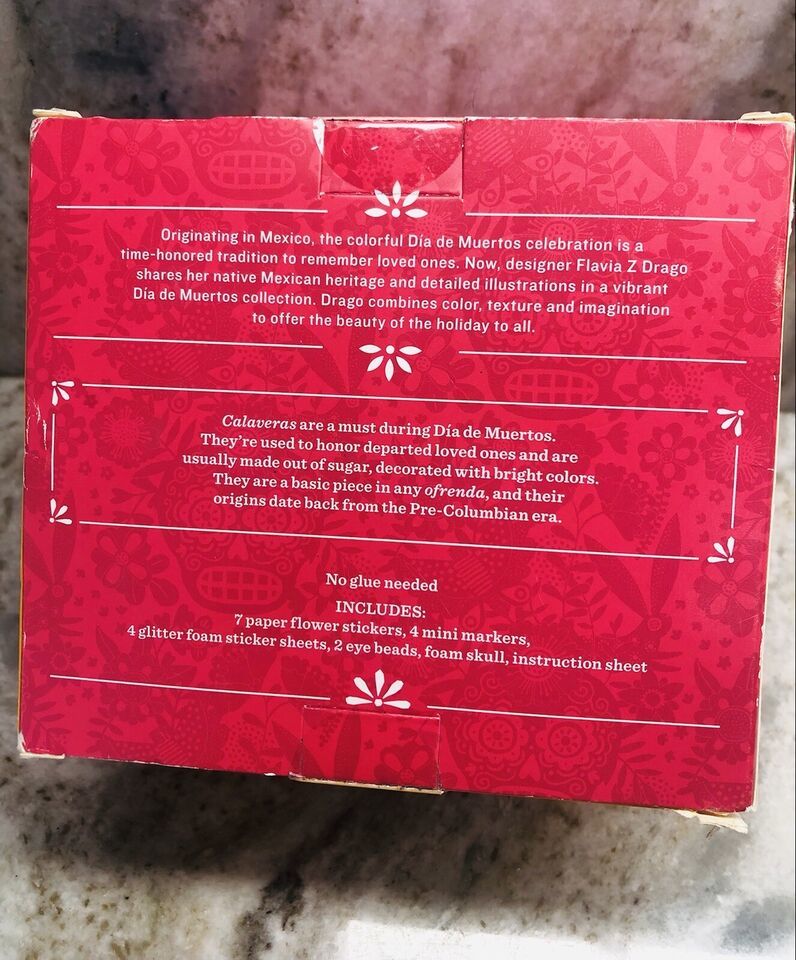 Originating in Mexico, the colorful Día de Muertos celebration is a
time-honored tradition to remember loved ones. Now, designer Flavia Z Drago
shares her native Mexican heritage and detailed illustrations in a vibrant
Día de Muertos collection. Drago combines color, texture and imagination
to offer the beauty of the holiday to all.
Calaveras are a must during Día de Muertos.
They're used to honor departed loved ones and are
usually made out of sugar, decorated with bright colors.
They are a basic piece in any ofrenda, and their
origins date back from the Pre-Columbian era.
No glue needed
INCLUDES:
7 paper flower stickers, 4 mini markers,
4 glitter foam sticker sheets, 2 eye beads, foam skull, instruction sheet